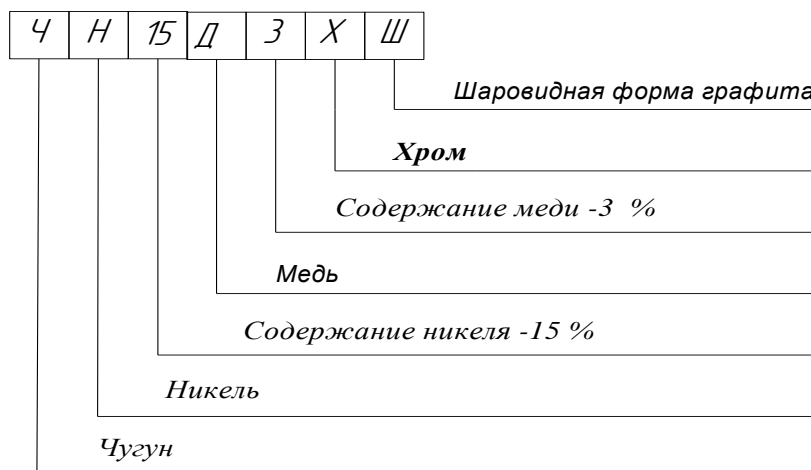 Ч Н 15 Д 3 Х Ш
Шаровидная форма графита
Хром
Содержание меди -3 %
Медь
Содержание никеля -15 %
Никель
Чугун